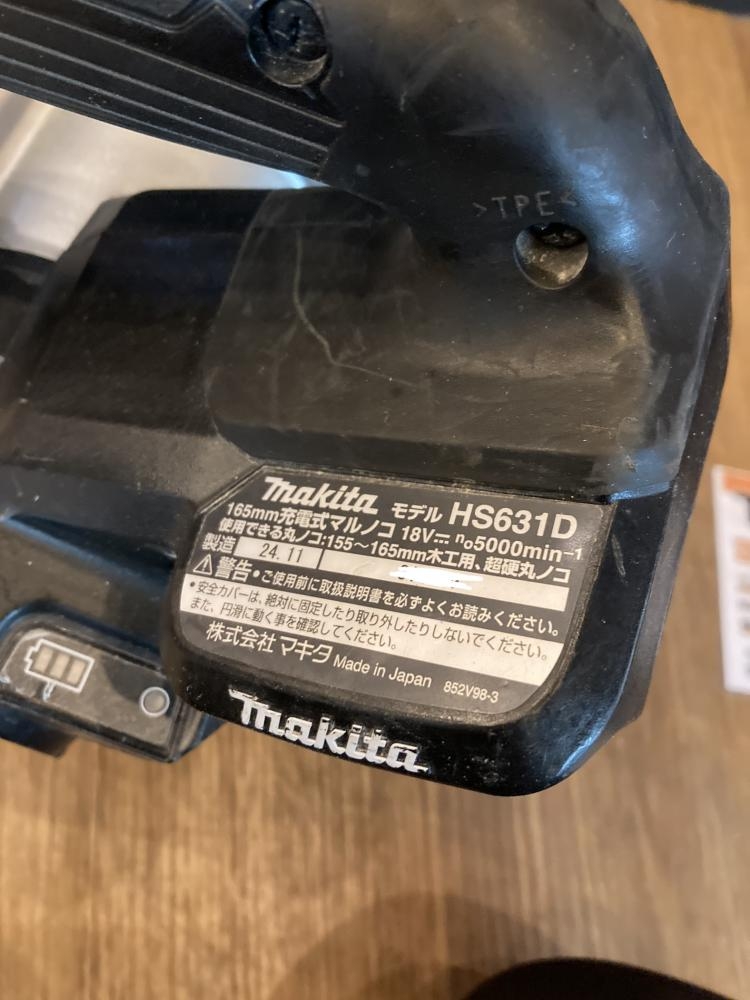 >TPE<
makita モデル HS631D
165mm充電式マルノコ 18V⎓ n₀5000min⁻¹
使用できる丸ノコ:155～165mm木工用、超硬丸ノコ
製造 24.11
⚠警告 •ご使用前に取扱説明書を必ずよくお読みください。
•安全カバーは、絶対に固定したり取り外したりしないでください。
また、円滑に動く事を確認してください。
株式会社マキタ Made in Japan 852V98-3
makita